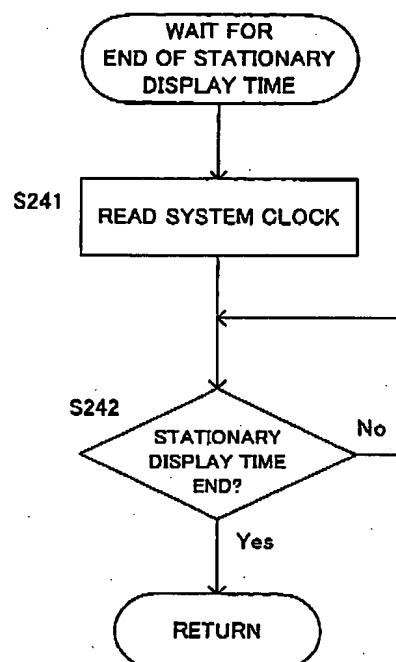 WAIT FOR
END OF STATIONARY
DISPLAY TIME
S241
READ SYSTEM CLOCK
S242
STATIONARY
DISPLAY TIME
END?
No
Yes
RETURN